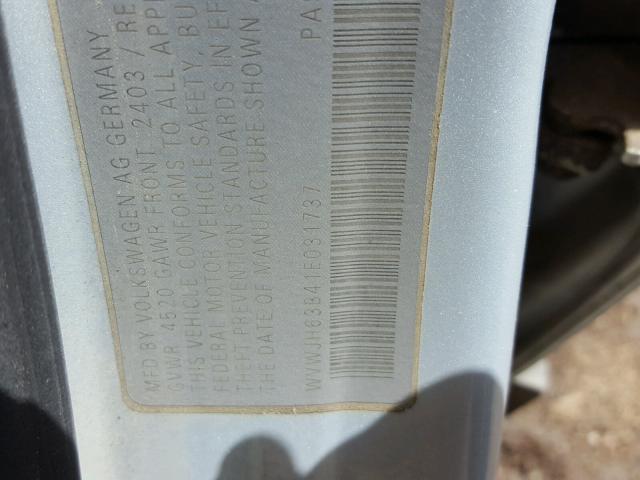 MFD BY VOLKSWAGEN AG GERMANY
GVWR 4520 GAWR FRONT 2403 / RE
THIS VEHICLE CONFORMS TO ALL APPL
FEDERAL MOTOR VEHICLE SAFETY, BU
THEFT PREVENTION STANDARDS IN EF
THE DATE OF MANUFACTURE SHOWN A
WVWJH63B41E031737 PA